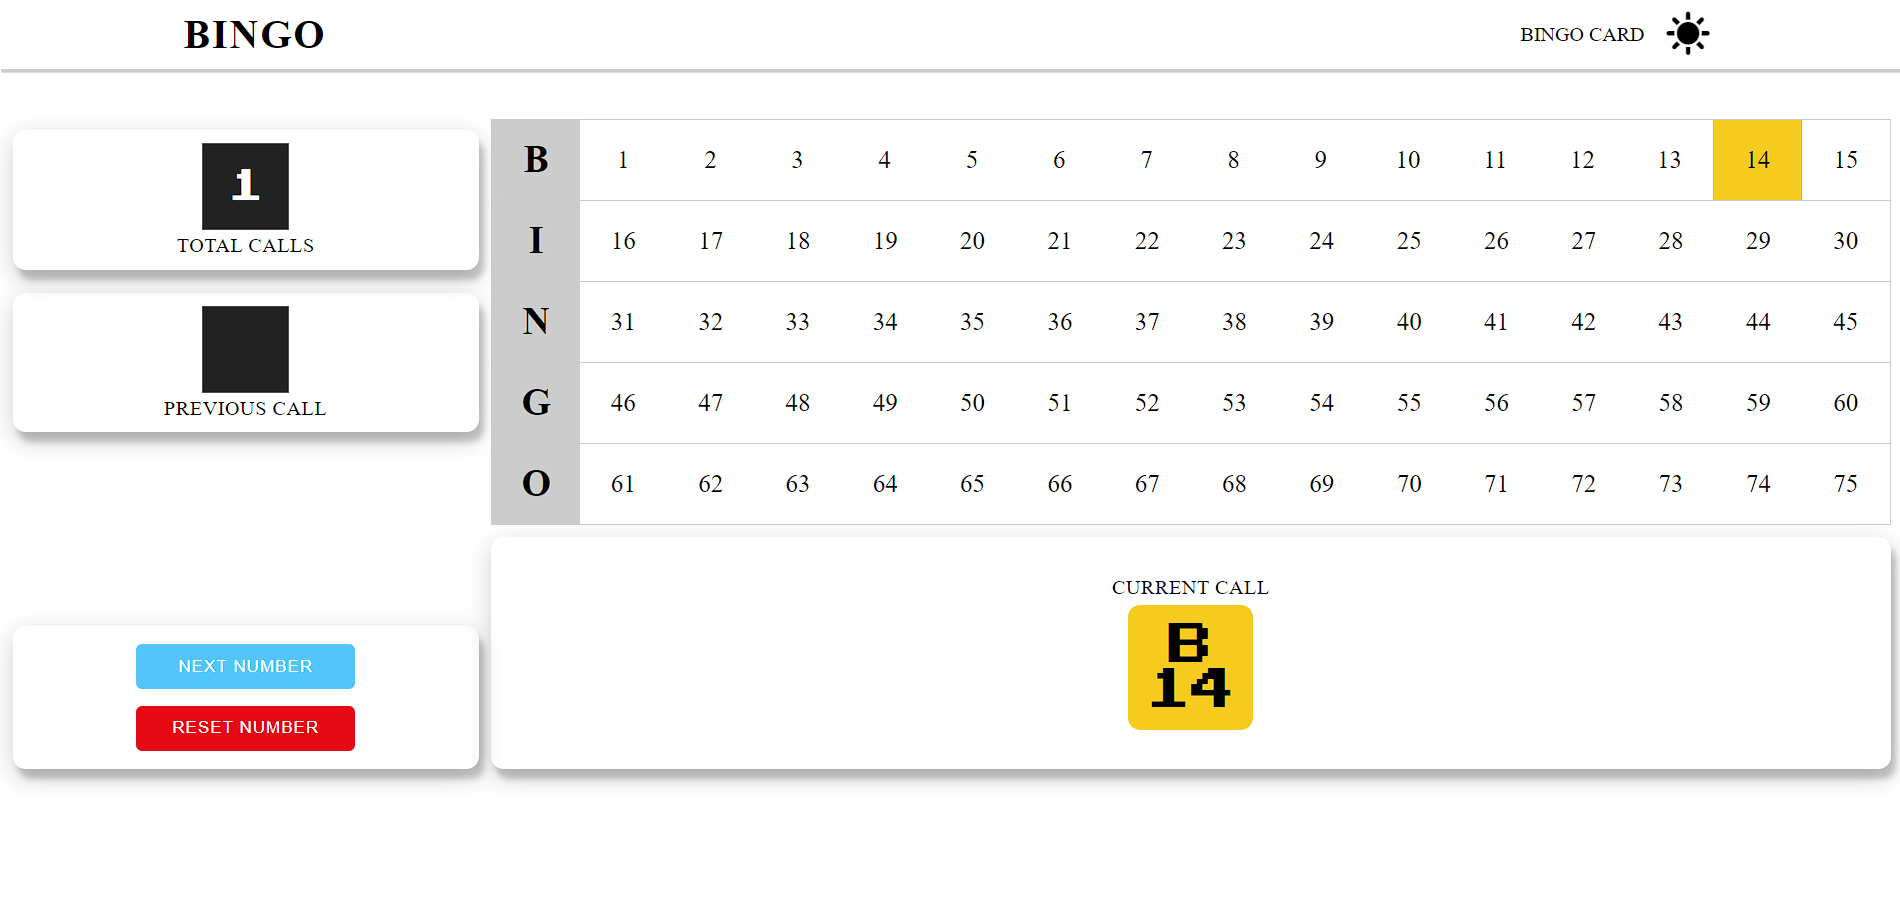 BINGO
BINGO CARD
1
TOTAL CALLS
PREVIOUS CALL
NEXT NUMBER
RESET NUMBER
B 1 2 3 4 5 6 7 8 9 10 11 12 13 14 15
I 16 17 18 19 20 21 22 23 24 25 26 27 28 29 30
N 31 32 33 34 35 36 37 38 39 40 41 42 43 44 45
G 46 47 48 49 50 51 52 53 54 55 56 57 58 59 60
O 61 62 63 64 65 66 67 68 69 70 71 72 73 74 75
CURRENT CALL
B
14